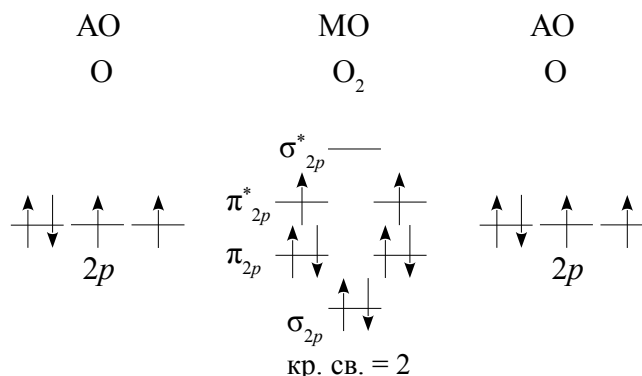 АО МО АО
O O₂ O
σ*₂p
π*₂p
2p π₂p 2p
σ₂p
кр. св. = 2